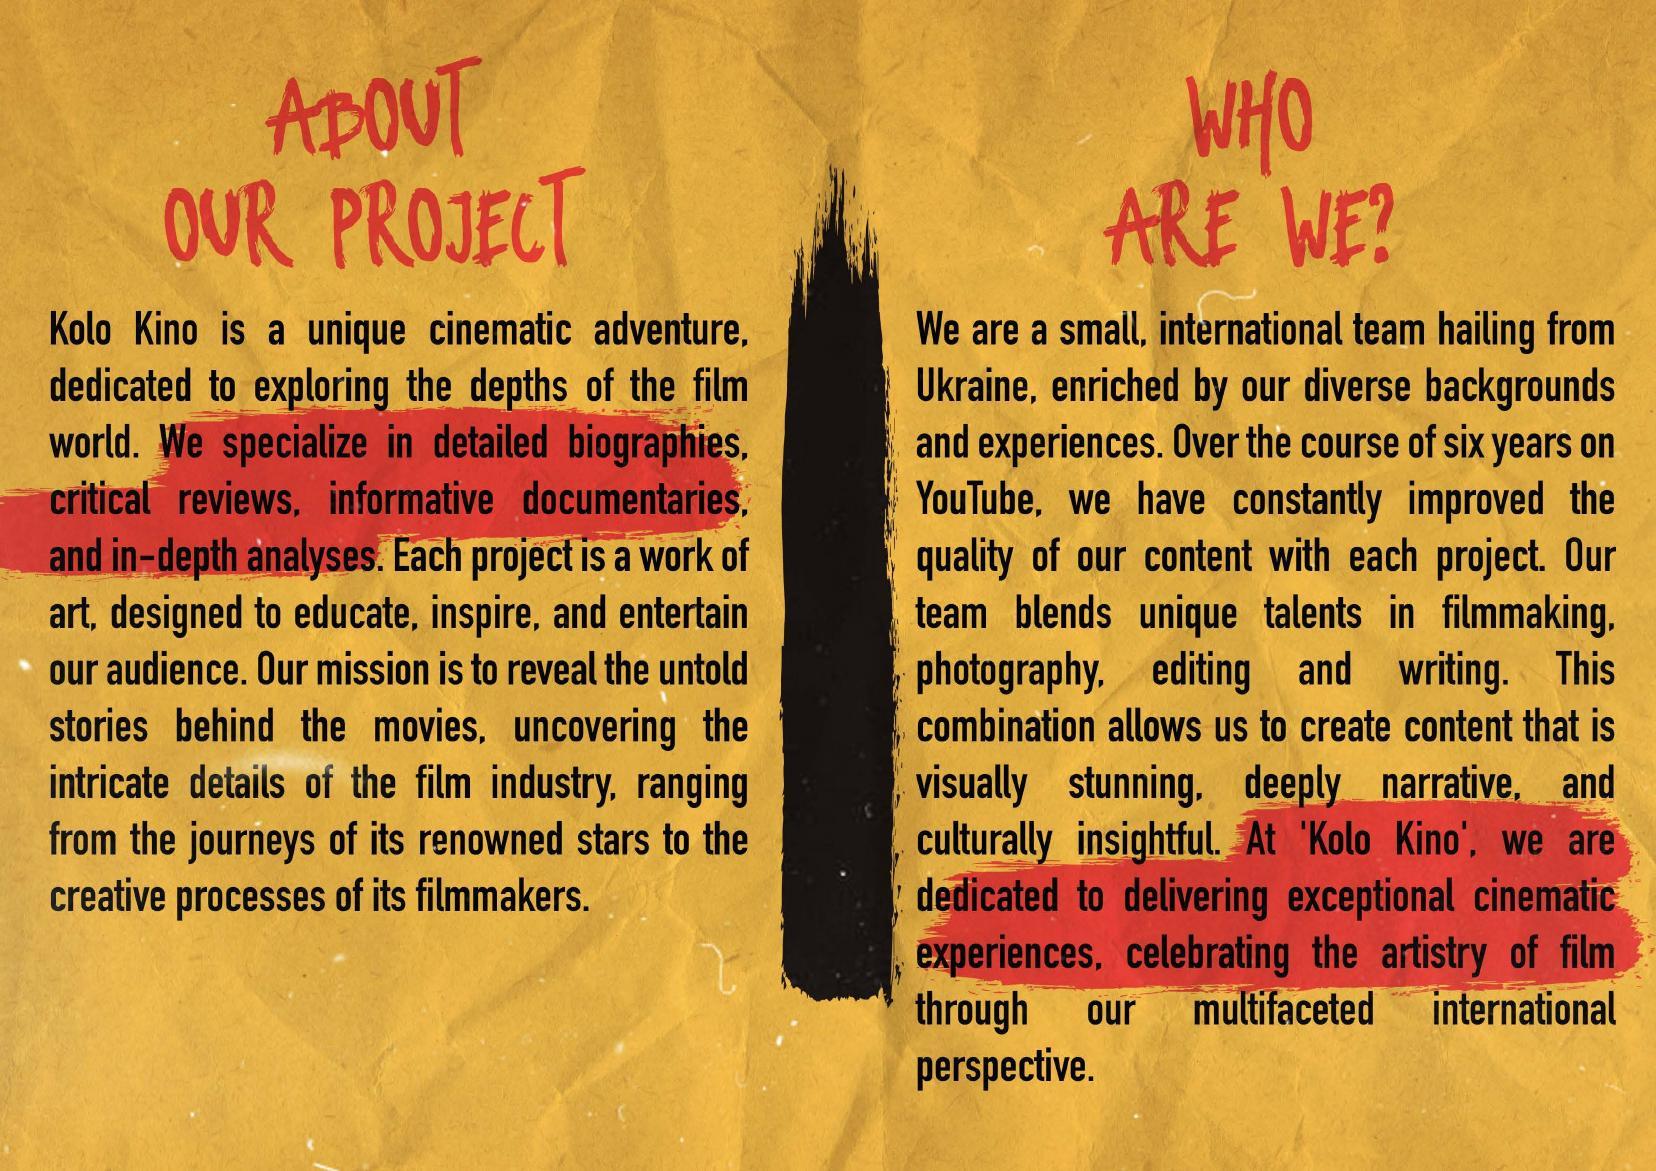 ABOUT
OUR PROJECT
Kolo Kino is a unique cinematic adventure,
dedicated to exploring the depths of the film
world. We specialize in detailed biographies,
critical reviews, informative documentaries,
and in-depth analyses. Each project is a work of
art, designed to educate, inspire, and entertain
our audience. Our mission is to reveal the untold
stories behind the movies, uncovering the
intricate details of the film industry, ranging
from the journeys of its renowned stars to the
creative processes of its filmmakers.
WHO
ARE WE?
We are a small, international team hailing from
Ukraine, enriched by our diverse backgrounds
and experiences. Over the course of six years on
YouTube, we have constantly improved the
quality of our content with each project. Our
team blends unique talents in filmmaking,
photography, editing and writing. This
combination allows us to create content that is
visually stunning, deeply narrative, and
culturally insightful. At 'Kolo Kino', we are
dedicated to delivering exceptional cinematic
experiences, celebrating the artistry of film
through our multifaceted international
perspective.